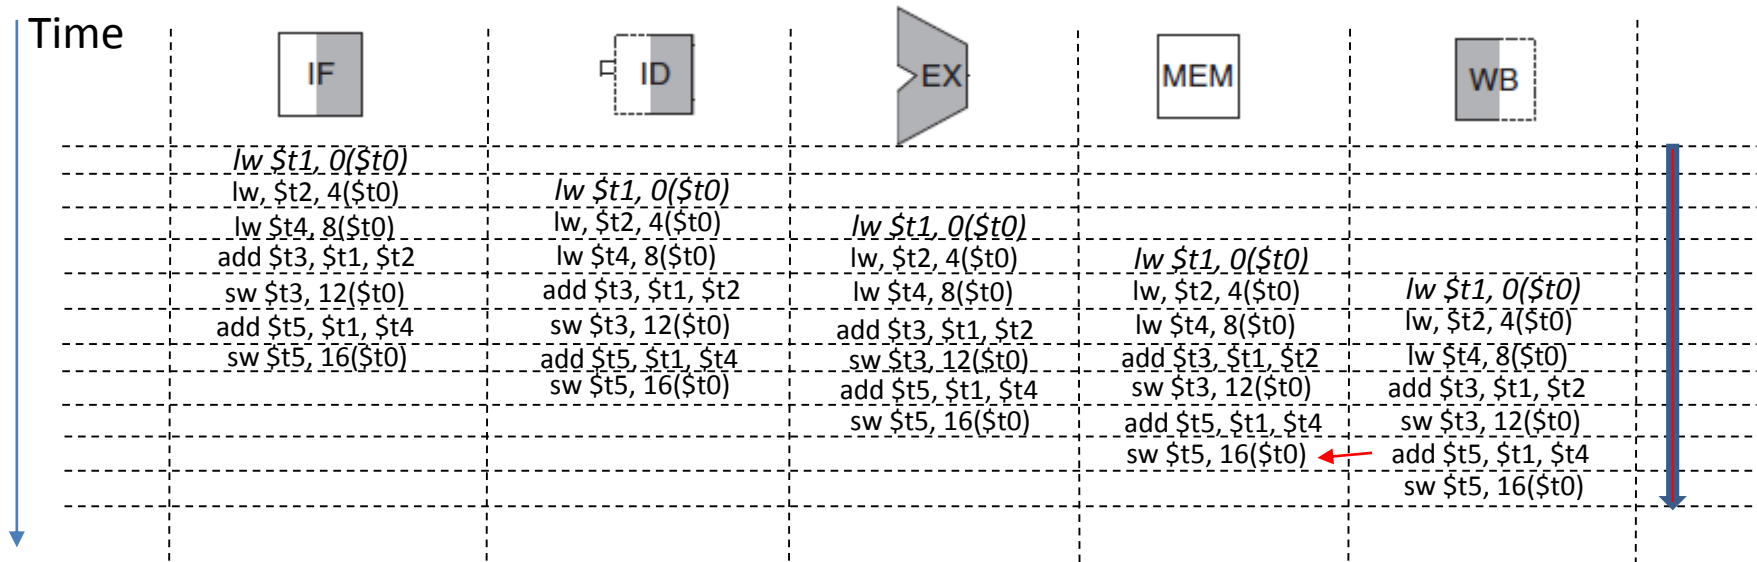 Time
IF ID EX MEM WB
lw $t1, 0($t0)
lw, $t2, 4($t0) lw $t1, 0($t0)
lw $t4, 8($t0) lw, $t2, 4($t0) lw $t1, 0($t0)
add $t3, $t1, $t2 lw $t4, 8($t0) lw, $t2, 4($t0) lw $t1, 0($t0)
sw $t3, 12($t0) add $t3, $t1, $t2 lw $t4, 8($t0) lw, $t2, 4($t0) lw $t1, 0($t0)
add $t5, $t1, $t4 sw $t3, 12($t0) add $t3, $t1, $t2 lw $t4, 8($t0) lw, $t2, 4($t0)
sw $t5, 16($t0) add $t5, $t1, $t4 sw $t3, 12($t0) add $t3, $t1, $t2 lw $t4, 8($t0)
sw $t5, 16($t0) add $t5, $t1, $t4 sw $t3, 12($t0) add $t3, $t1, $t2
sw $t5, 16($t0) add $t5, $t1, $t4 sw $t3, 12($t0)
sw $t5, 16($t0) add $t5, $t1, $t4
sw $t5, 16($t0)